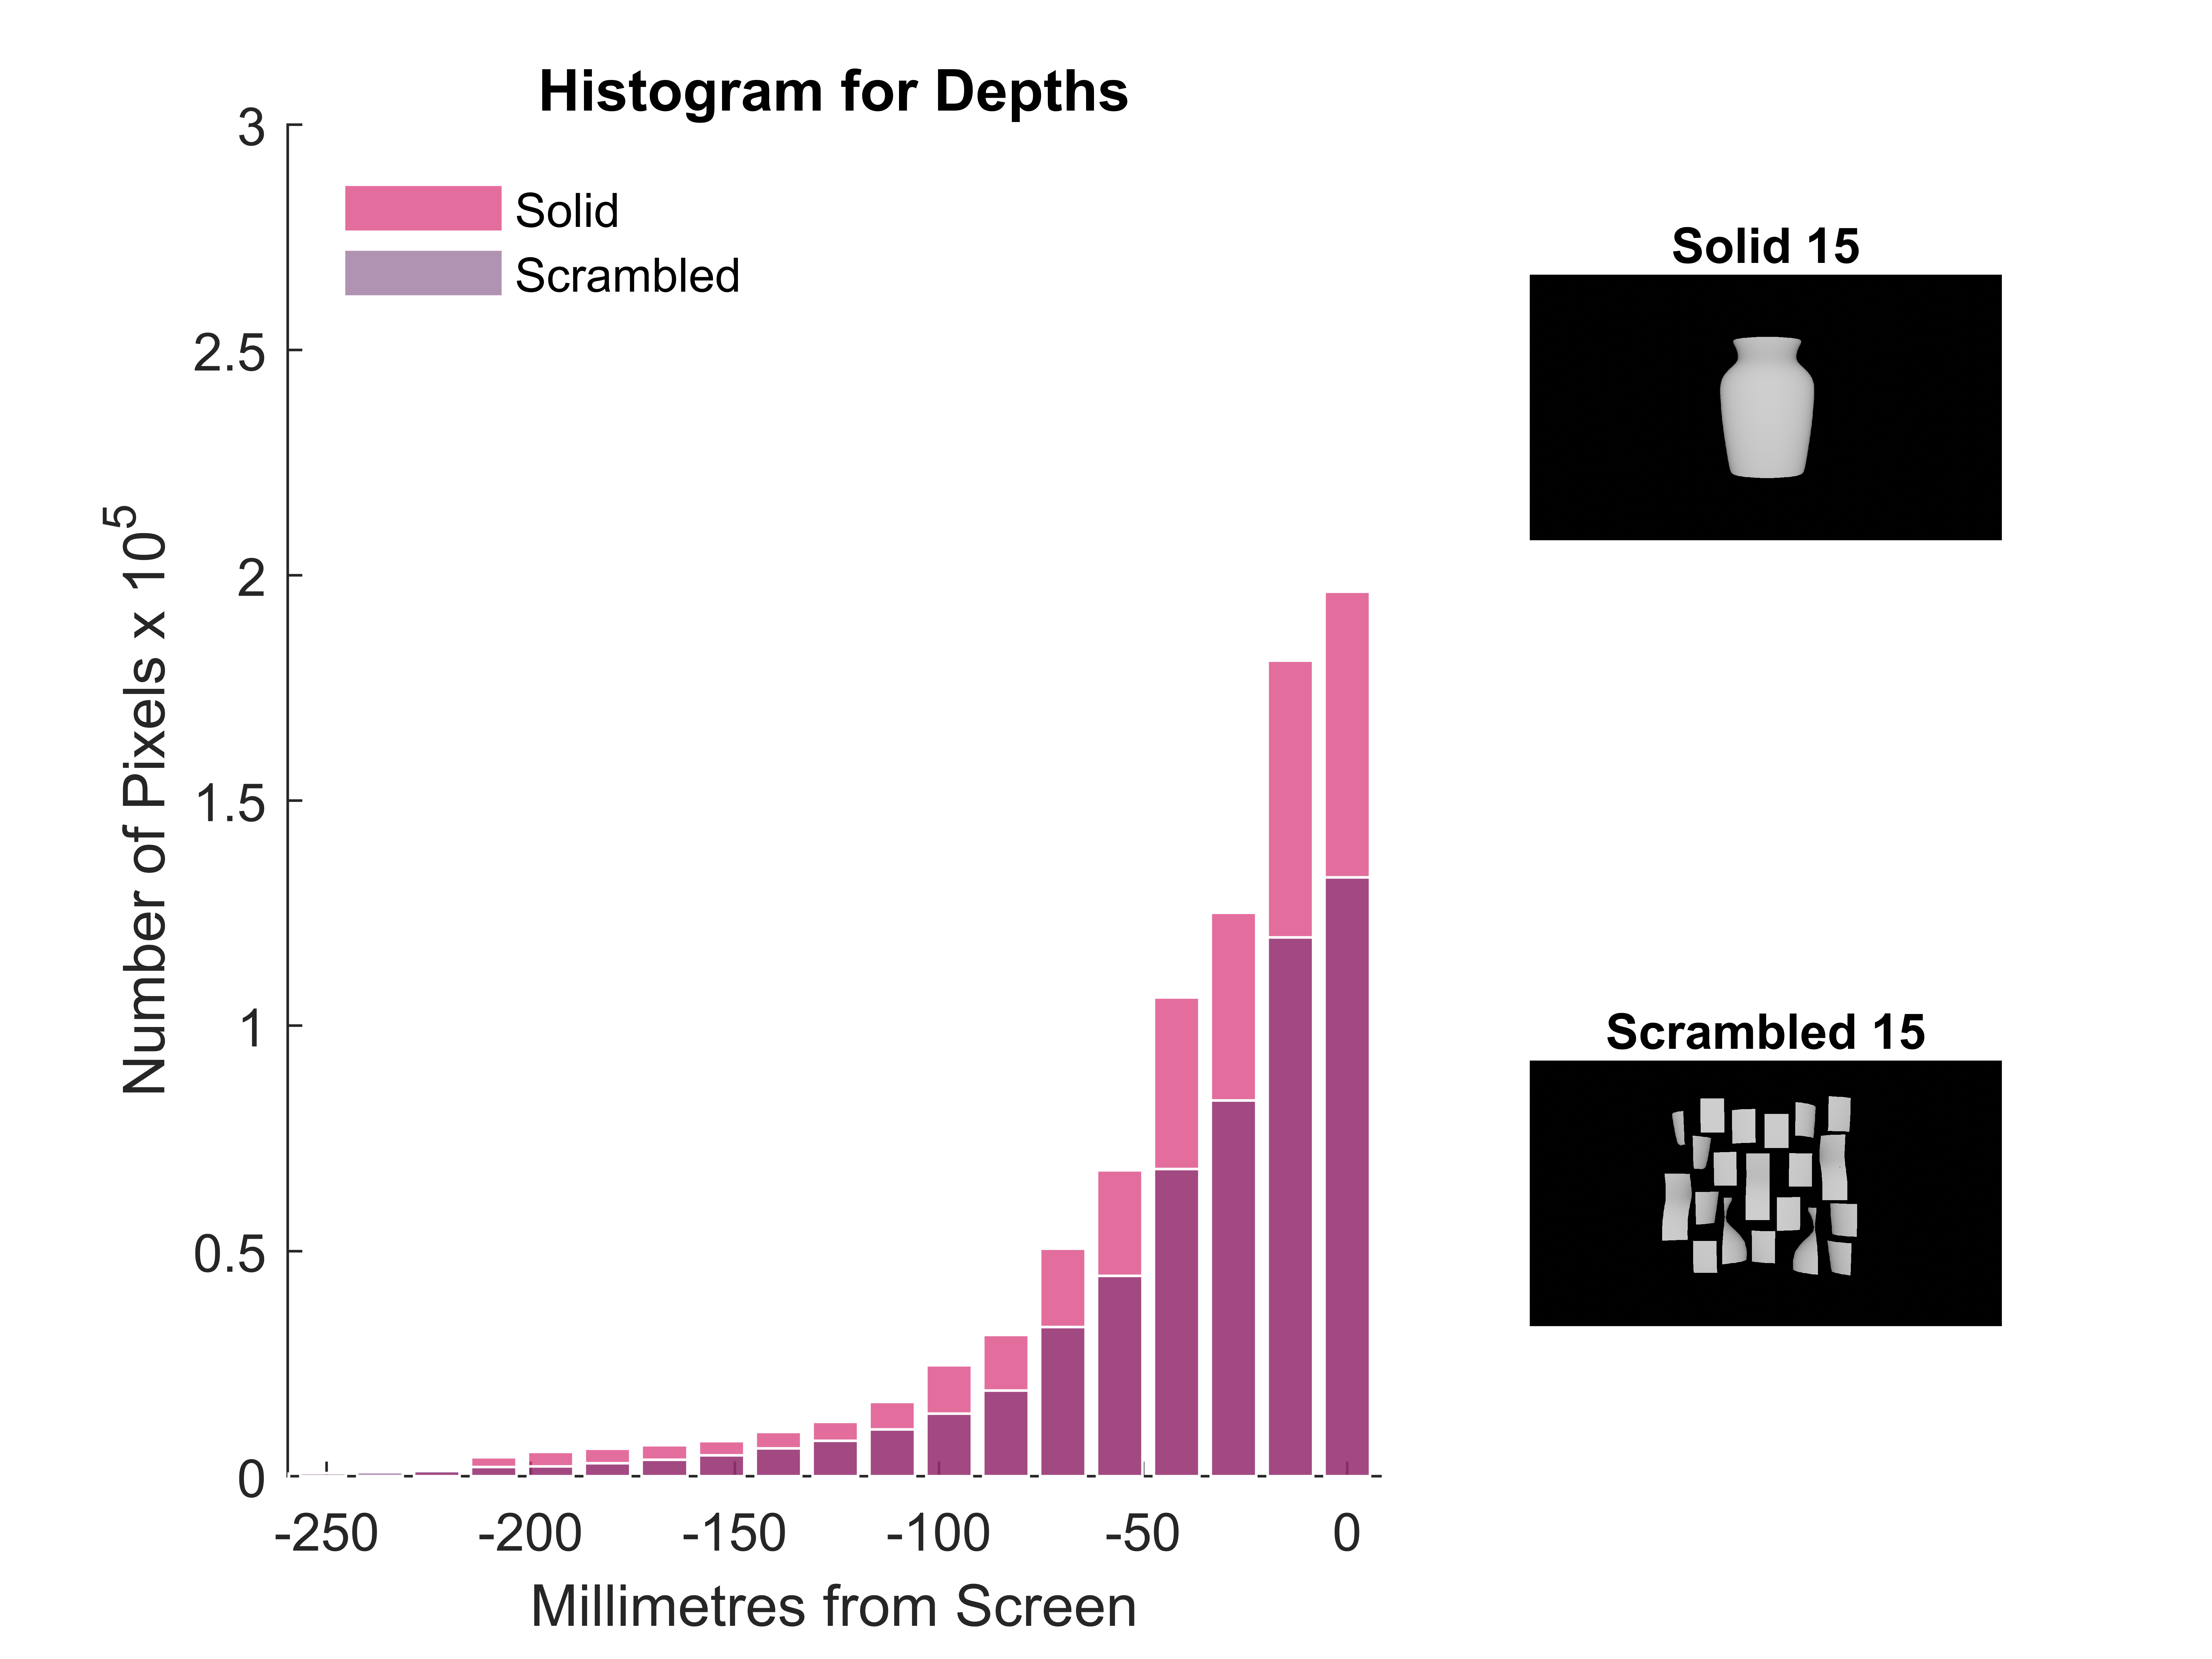 Histogram for Depths
3
2.5
2
1.5
1
0.5
0
Number of Pixels x 10^5
Solid
Scrambled
-250 -200 -150 -100 -50 0
Millimetres from Screen
Solid 15
Scrambled 15